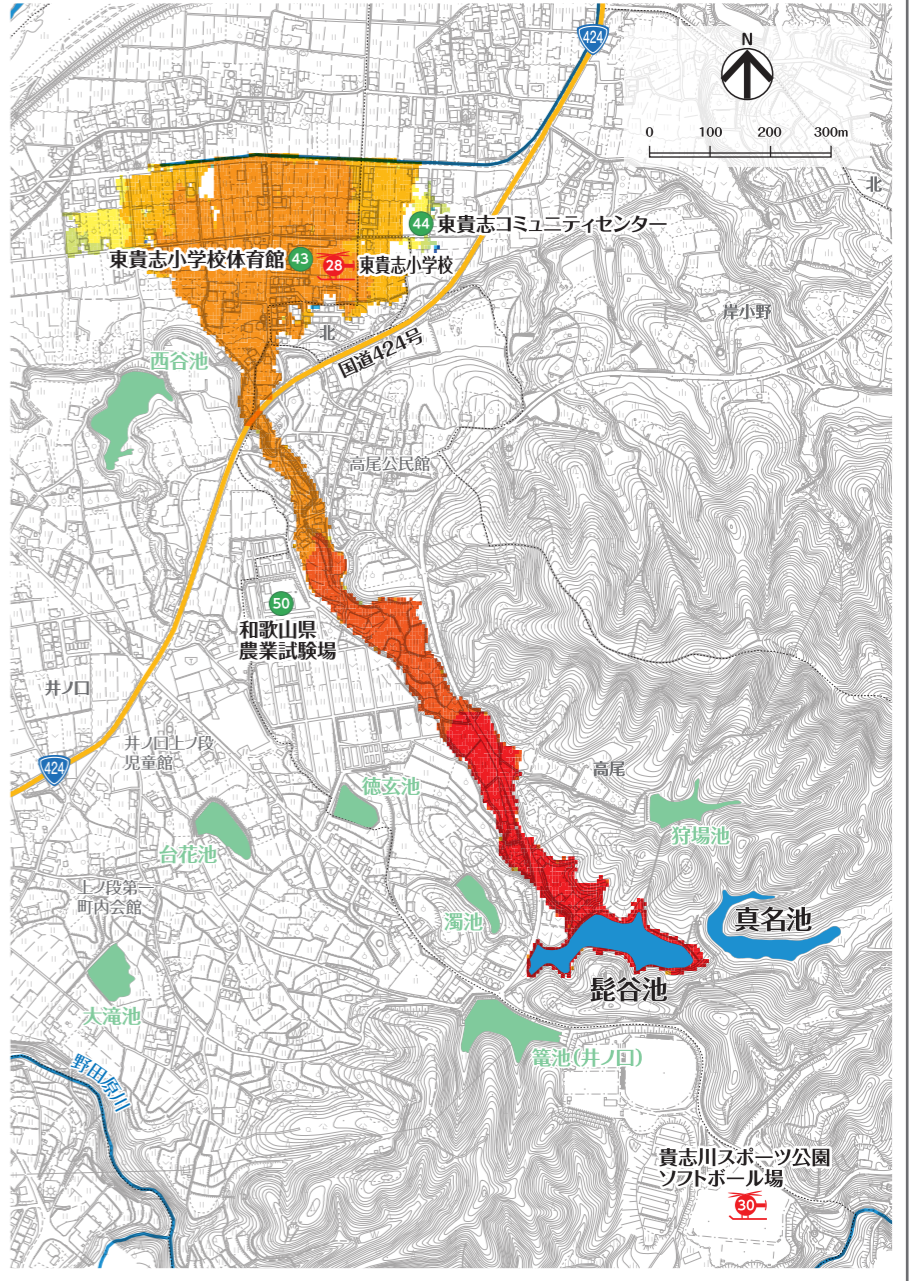 424
N
0 100 200 300m
北
44 東貴志コミュニティセンター
東貴志小学校体育館 43
28 東貴志小学校
岸小野
北
国道424号
西谷池
高尾公民館
50
和歌山県
農業試験場
井ノ口
井ノ口上ノ段
児童館
424
高尾
徳玄池
狩場池
台花池
上ノ段第一
町内会館
濁池
真名池
髭谷池
大滝池
篭池(井ノ口)
野田原川
貴志川スポーツ公園
ソフトボール場
30